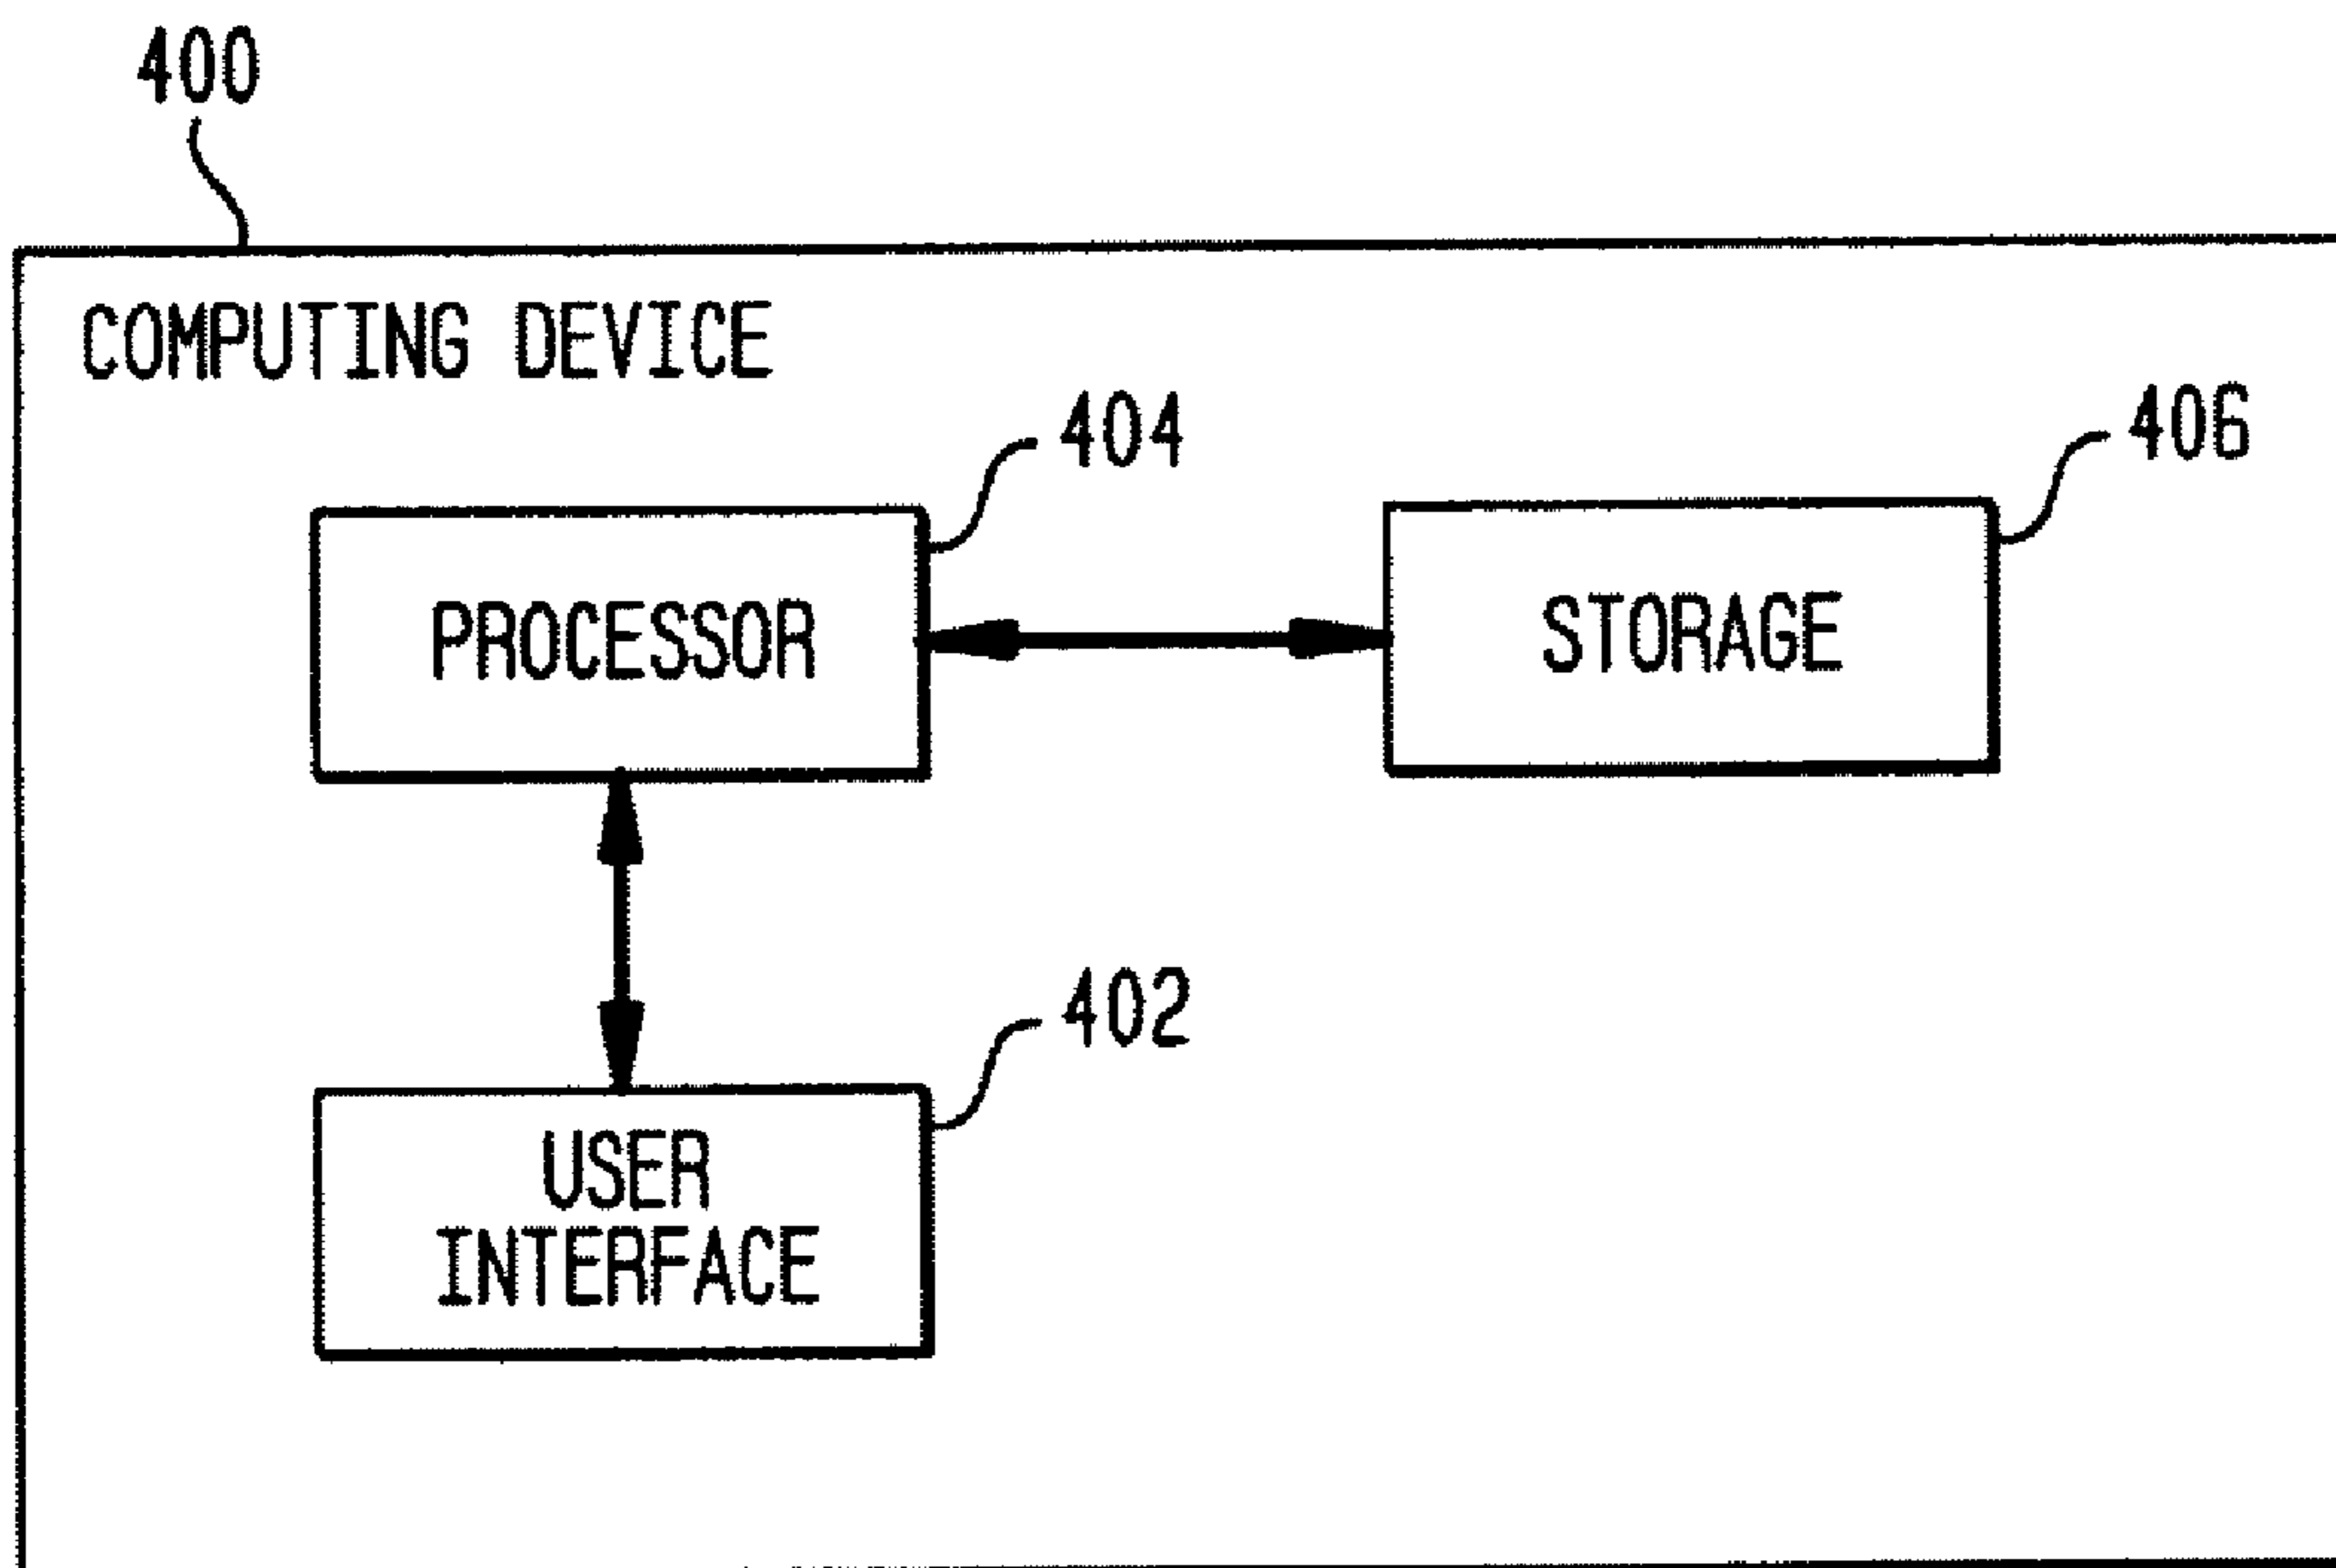 400
COMPUTING DEVICE
404
406
PROCESSOR
STORAGE
402
USER
INTERFACE